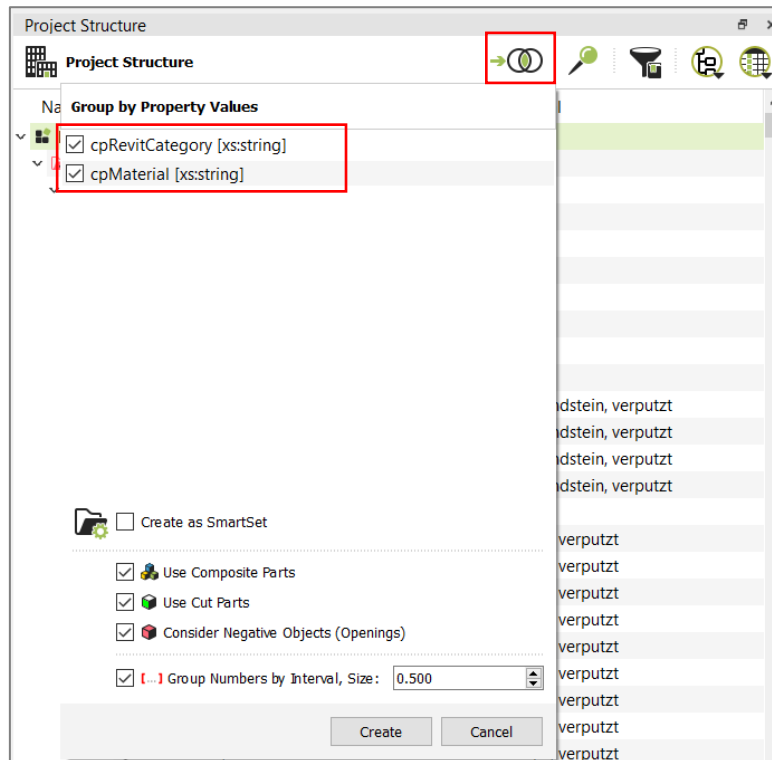 Project Structure
Project Structure
Na
Group by Property Values
cpRevitCategory [xs:string]
cpMaterial [xs:string]
ndstein, verputzt
ndstein, verputzt
ndstein, verputzt
ndstein, verputzt
Create as SmartSet
verputzt
Use Composite Parts
verputzt
Use Cut Parts
verputzt
Consider Negative Objects (Openings)
verputzt
verputzt
[...] Group Numbers by Interval, Size: 0.500
verputzt
verputzt
Create Cancel
verputzt
verputzt